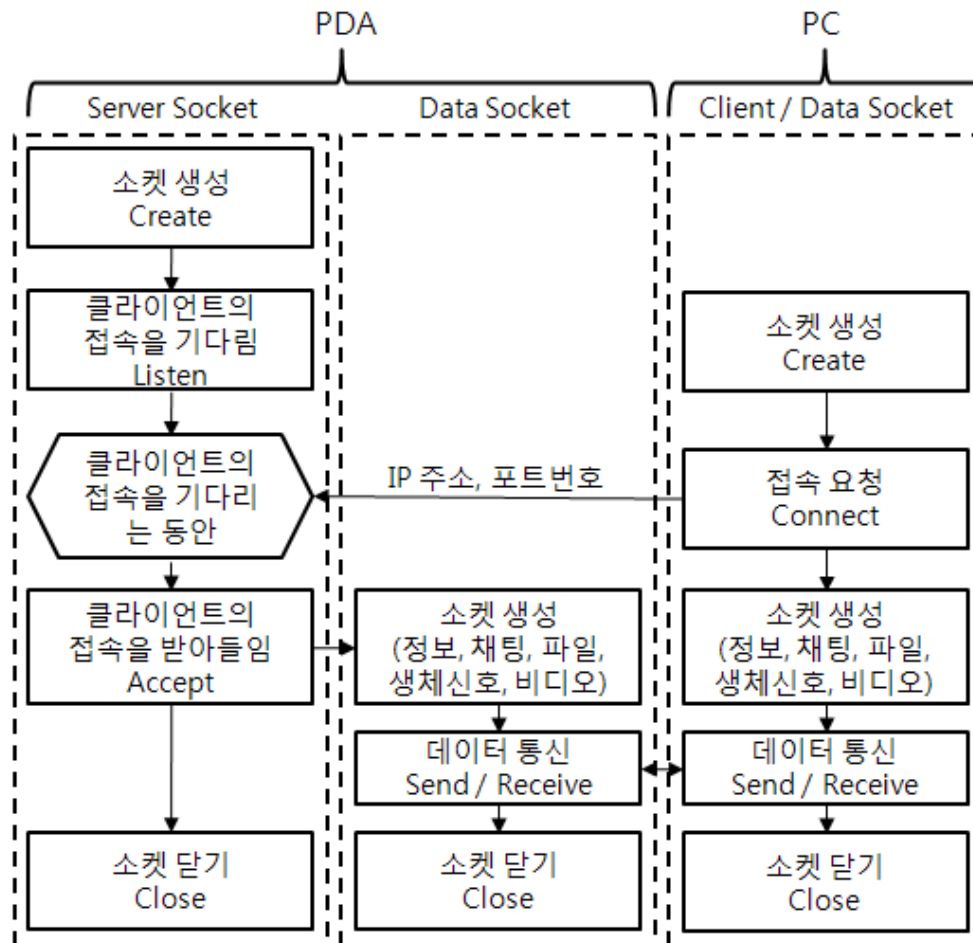 PDA
PC
Server Socket
Data Socket
Client / Data Socket
소켓 생성
Create
클라이언트의
접속을 기다림
Listen
소켓 생성
Create
클라이언트의
접속을 기다리
는 동안
IP 주소, 포트번호
접속 요청
Connect
클라이언트의
접속을 받아들임
Accept
소켓 생성
(정보, 채팅, 파일,
생체신호, 비디오)
소켓 생성
(정보, 채팅, 파일,
생체신호, 비디오)
데이터 통신
Send / Receive
데이터 통신
Send / Receive
소켓 닫기
Close
소켓 닫기
Close
소켓 닫기
Close